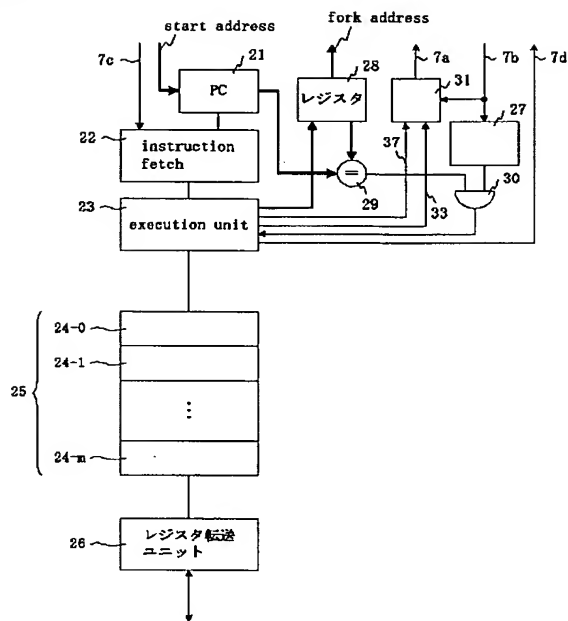 start address
fork address
7c
21
28
7a
7b
7d
PC
レジスタ
31
27
22
instruction fetch
37
=
29
30
23
execution unit
33
24-0
24-1
25
⋮
24-m
26
レジスタ転送
ユニット